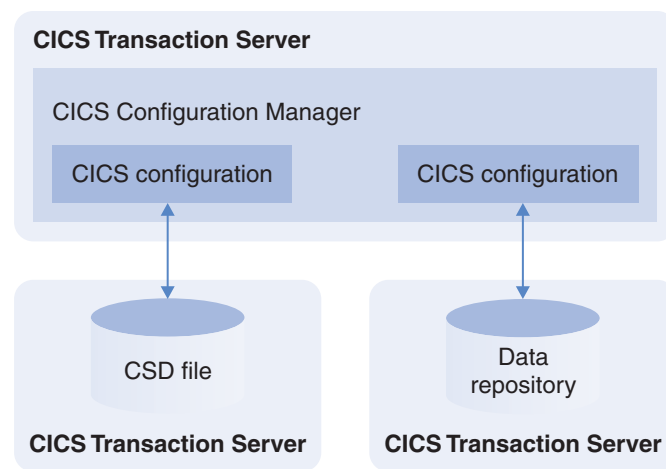 CICS Transaction Server
CICS Configuration Manager
CICS configuration
CICS configuration
CSD file
Data
repository
CICS Transaction Server
CICS Transaction Server